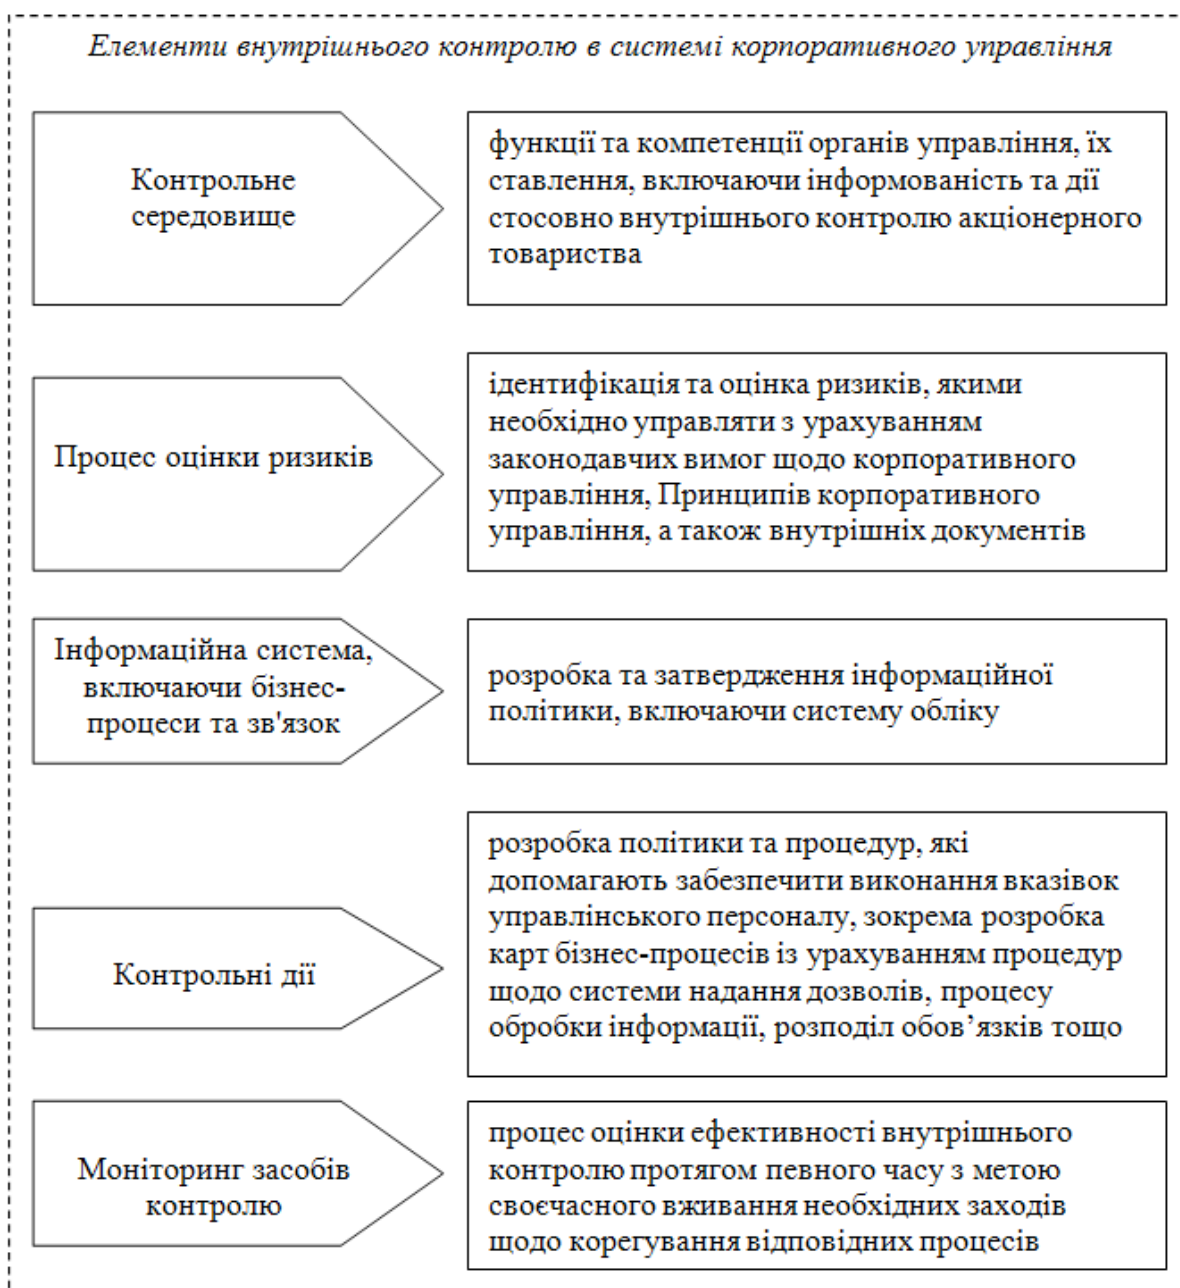 Елементи внутрішнього контролю в системі корпоративного управління
Контрольне
середовище
функції та компетенції органів управління, їх
ставлення, включаючи інформованість та дії
стосовно внутрішнього контролю акціонерного
товариства
Процес оцінки ризиків
ідентифікація та оцінка ризиків, якими
необхідно управляти з урахуванням
законодавчих вимог щодо корпоративного
управління, Принципів корпоративного
управління, а також внутрішніх документів
Інформаційна система,
включаючи бізнес-
процеси та зв'язок
розробка та затвердження інформаційної
політики, включаючи систему обліку
Контрольні дії
розробка політики та процедур, які
допомагають забезпечити виконання вказівок
управлінського персоналу, зокрема розробка
карт бізнес-процесів із урахуванням процедур
щодо системи надання дозволів, процесу
обробки інформації, розподіл обов’язків тощо
Моніторинг засобів
контролю
процес оцінки ефективності внутрішнього
контролю протягом певного часу з метою
своєчасного вживання необхідних заходів
щодо корегування відповідних процесів